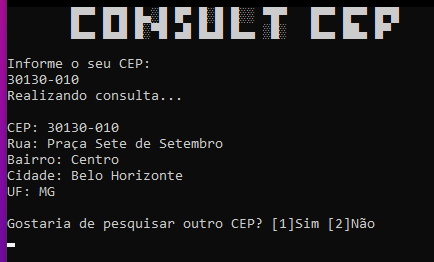 CONSULT CEP
Informe o seu CEP:
30130-010
Realizando consulta...
CEP: 30130-010
Rua: Praça Sete de Setembro
Bairro: Centro
Cidade: Belo Horizonte
UF: MG
Gostaria de pesquisar outro CEP? [1]Sim [2]Não